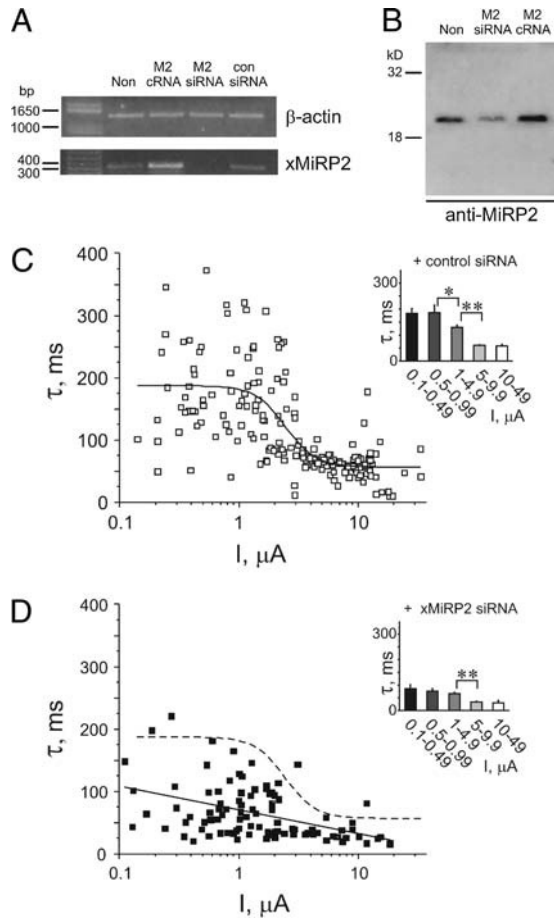 A
Non
M2 cRNA
M2 siRNA
con siRNA
bp
1650
1000
β-actin
400
300
xMiRP2
B
Non
M2 siRNA
M2 cRNA
kD
32
18
anti-MiRP2
C
400
300
200
100
0
τ, ms
0.1
1
10
I, μA
+ control siRNA
300
0
τ, ms
*
**
0.1-0.49
0.5-0.99
1-4.9
5-9.9
10-49
I, μA
D
400
300
200
100
0
τ, ms
0.1
1
10
I, μA
+ xMiRP2 siRNA
300
0
τ, ms
**
0.1-0.49
0.5-0.99
1-4.9
5-9.9
10-49
I, μA